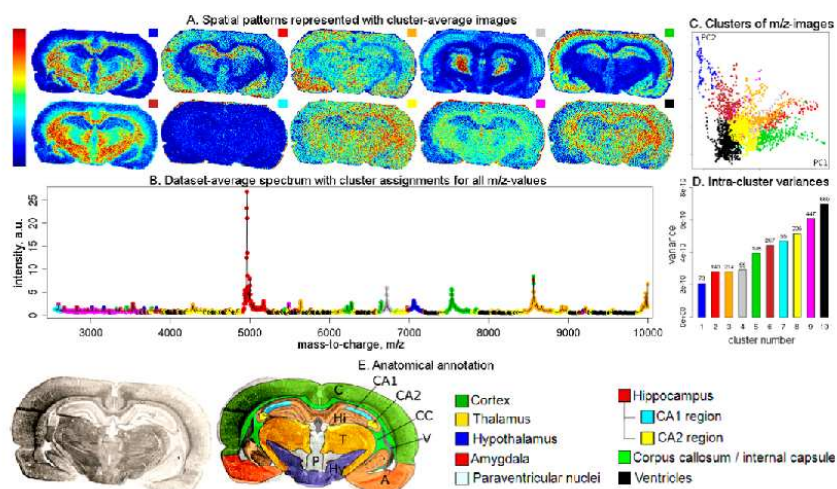 A. Spatial patterns represented with cluster-average images
C. Clusters of m/z-images
PC2
PC1
B. Dataset-average spectrum with cluster assignments for all m/z-values
intensity, a.u.
25
20
15
10
5
0
3000 4000 5000 6000 7000 8000 9000 10000
mass-to-charge, m/z
D. Intra-cluster variances
variance
1 2 3 4 5 6 7 8 9 10
cluster number
E. Anatomical annotation
CA1
CA2
CC
V
C
Hi
T
P
Hy
A
Cortex
Thalamus
Hypothalamus
Amygdala
Paraventricular nuclei
Hippocampus
CA1 region
CA2 region
Corpus callosum / internal capsule
Ventricles